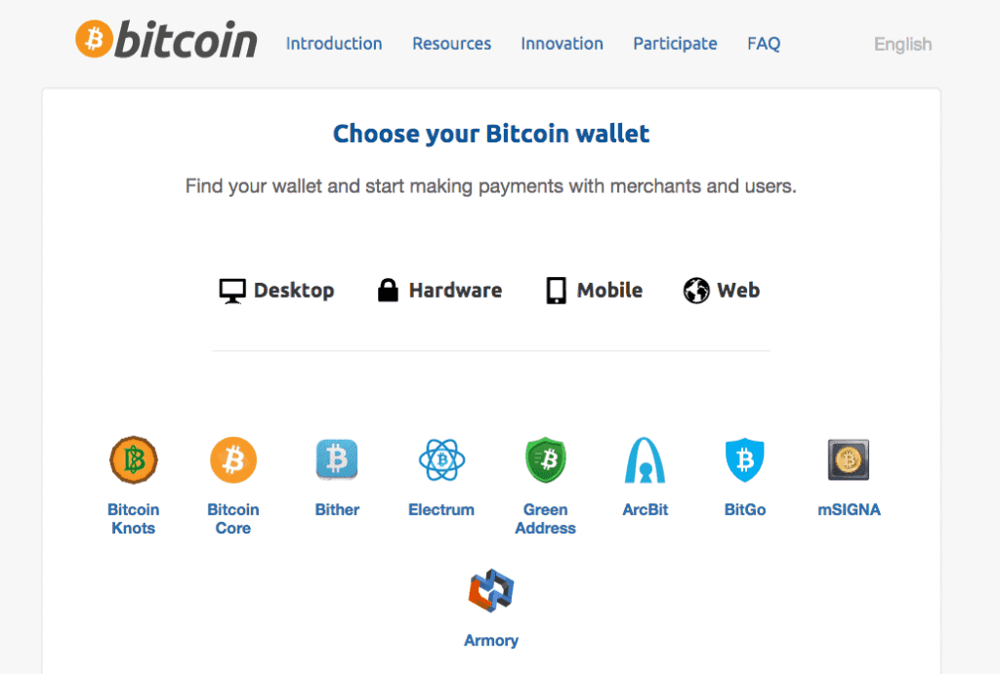 bitcoin Introduction Resources Innovation Participate FAQ English
Choose your Bitcoin wallet
Find your wallet and start making payments with merchants and users.
Desktop Hardware Mobile Web
Bitcoin Knots
Bitcoin Core
Bither
Electrum
Green Address
ArcBit
BitGo
mSIGNA
Armory